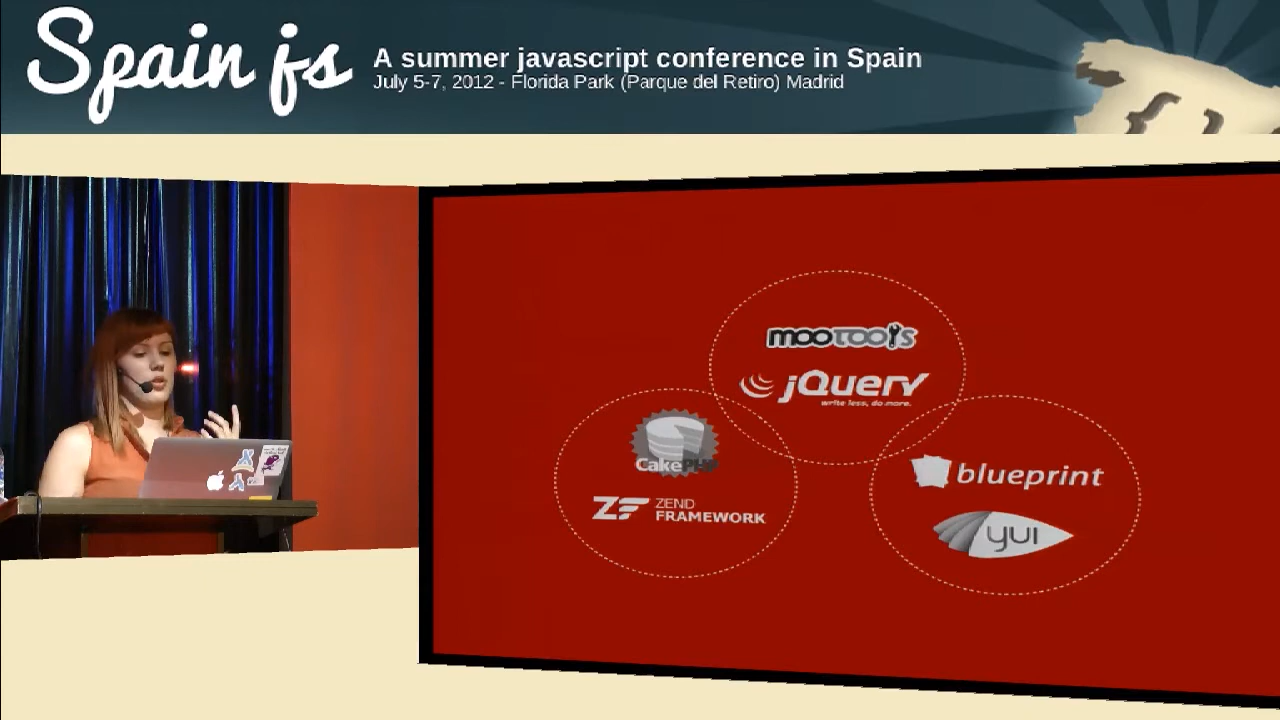 Spain js
A summer javascript conference in Spain
July 5-7, 2012 - Florida Park (Parque del Retiro) Madrid
mootools
jQuery
write less, do more.
CakePHP
ZF ZEND
FRAMEWORK
blueprint
yui